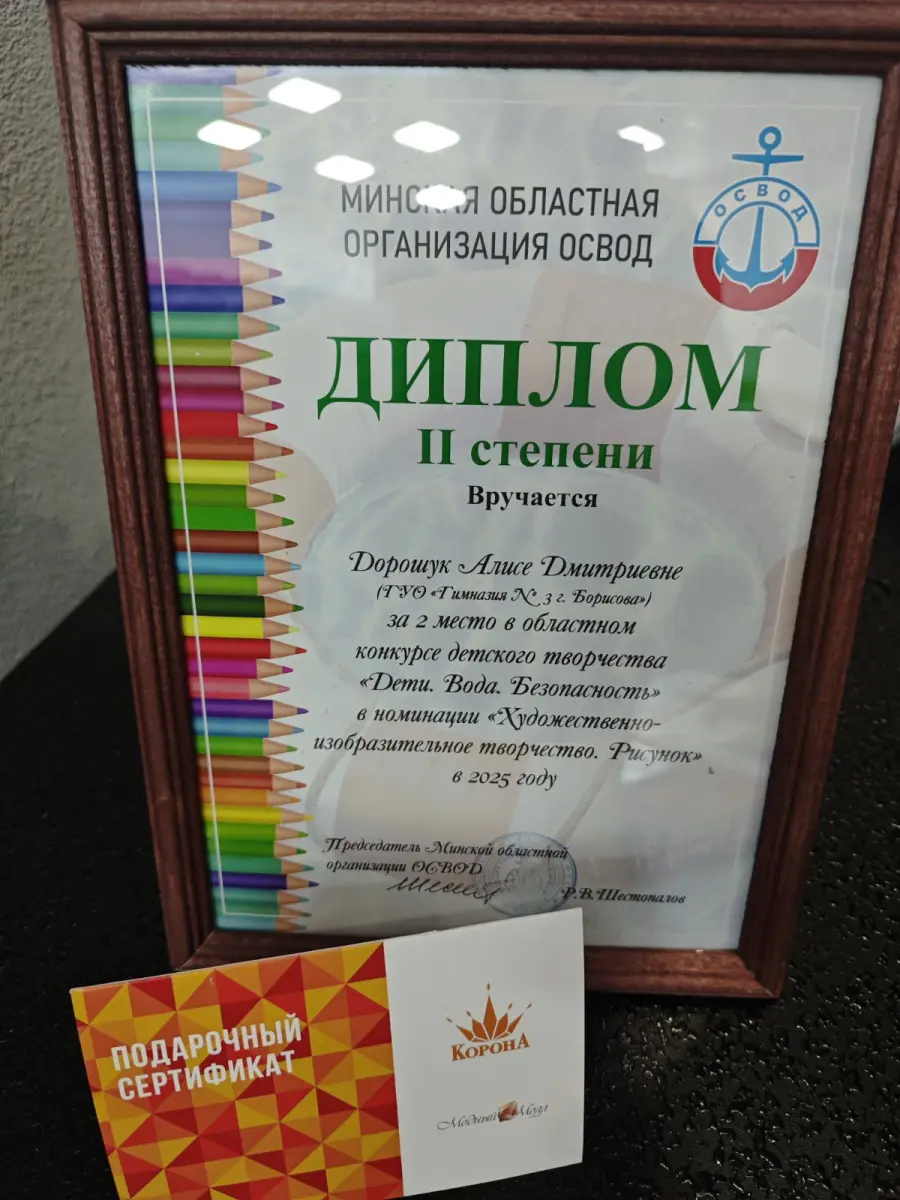 МИНСКАЯ ОБЛАСТНАЯ
ОРГАНИЗАЦИЯ ОСВОД
ОСВОД
ДИПЛОМ
II степени
Вручается
Дорошук Алисе Дмитриевне
(ГУО «Гимназия № 3 г. Борисова»)
за 2 место в областном
конкурсе детского творчества
«Дети. Вода. Безопасность»
в номинации «Художественно-
изобразительное творчество. Рисунок»
в 2025 году
Председатель Минской областной
организации ОСВОД
Р.В.Шестопалов
ПОДАРОЧНЫЙ
СЕРТИФИКАТ
КОРОНА
Модный Молл